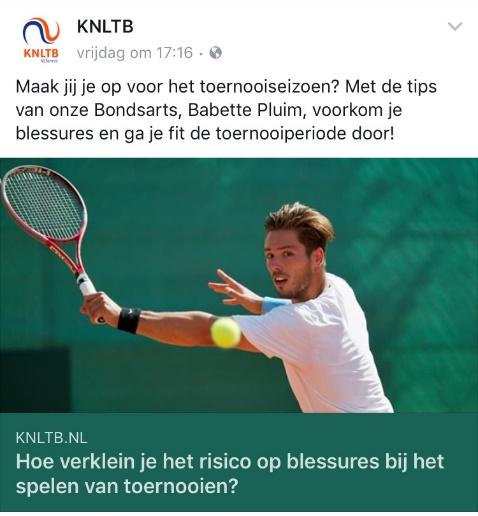 KNLTB
vrijdag om 17:16 ·
KNLTB
Maak jij je op voor het toernooiseizoen? Met de tips
van onze Bondsarts, Babette Pluim, voorkom je
blessures en ga je fit de toernooiperiode door!
KNLTB.NL
Hoe verklein je het risico op blessures bij het
spelen van toernooien?